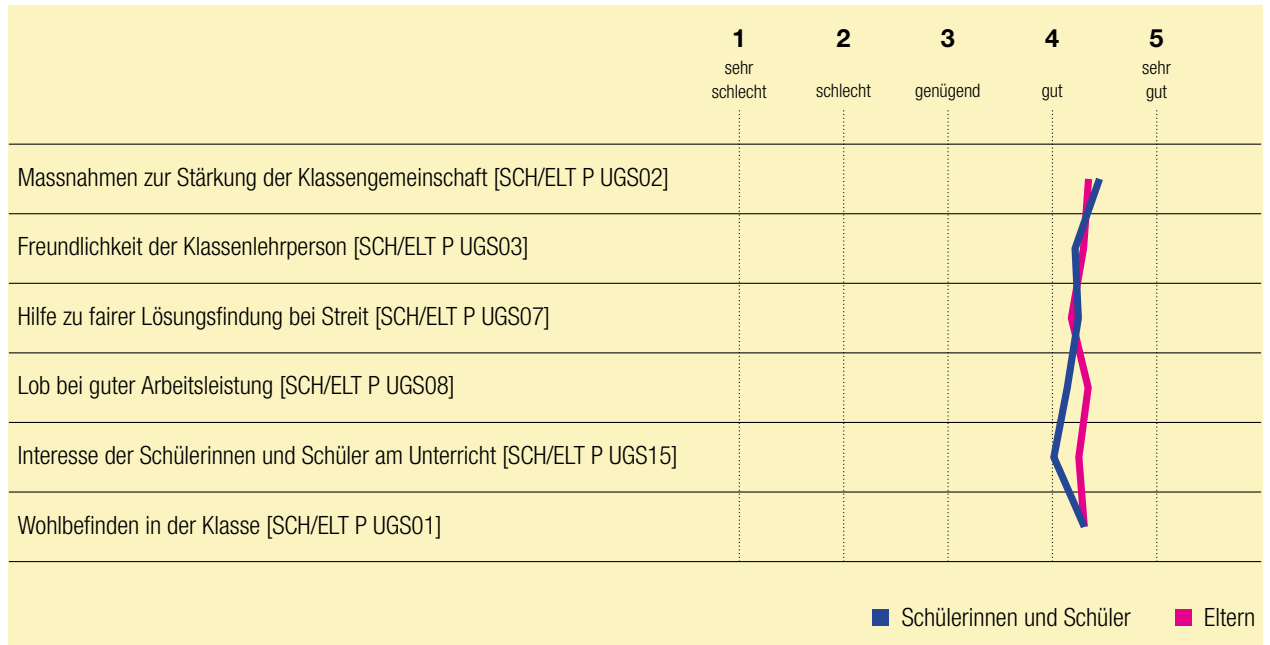 1 2 3 4 5
sehr schlecht schlecht genügend gut sehr gut
Massnahmen zur Stärkung der Klassengemeinschaft [SCH/ELT P UGS02]
Freundlichkeit der Klassenlehrperson [SCH/ELT P UGS03]
Hilfe zu fairer Lösungsfindung bei Streit [SCH/ELT P UGS07]
Lob bei guter Arbeitsleistung [SCH/ELT P UGS08]
Interesse der Schülerinnen und Schüler am Unterricht [SCH/ELT P UGS15]
Wohlbefinden in der Klasse [SCH/ELT P UGS01]
Schülerinnen und Schüler Eltern